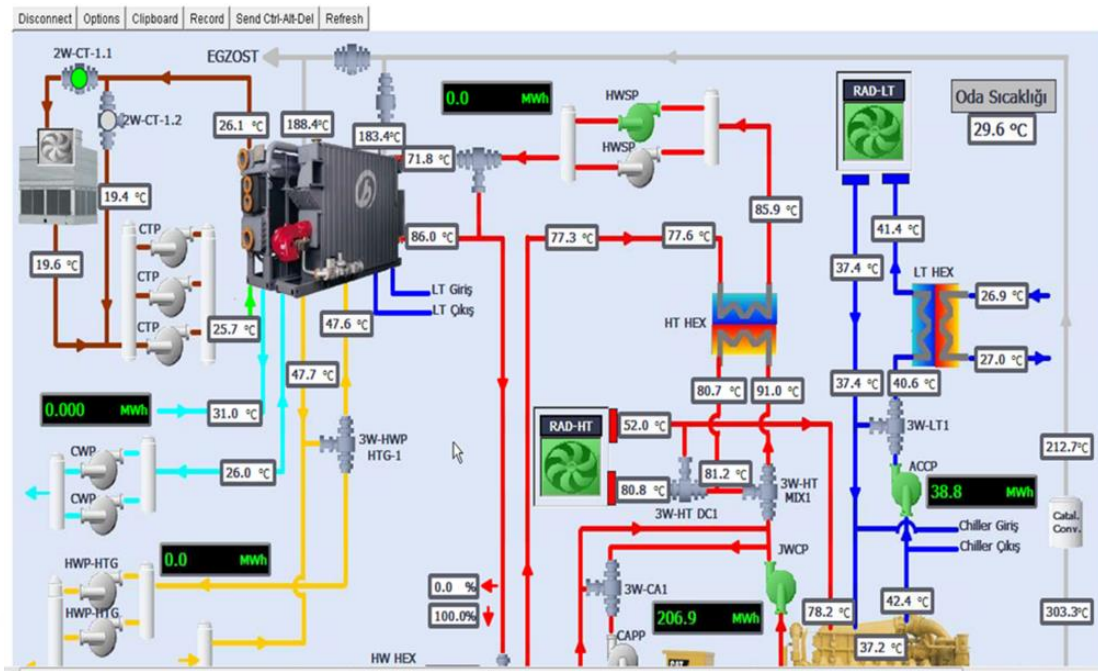 Disconnect Options Clipboard Record Send Ctrl-Alt-Del Refresh
2W-CT-1.1
EGZOST
2W-CT-1.2
26.1 °C
188.4°C
183.4°C
71.8 °C
0.0 MWh
HWSP
HWSP
RAD-LT
Oda Sıcaklığı
29.6 °C
19.4 °C
19.6 °C
CTP
CTP
CTP
25.7 °C
86.0 °C
LT Giriş
LT Çıkış
47.6 °C
47.7 °C
77.3 °C
77.6 °C
85.9 °C
HT HEX
80.7 °C
91.0 °C
41.4 °C
37.4 °C
LT HEX
26.9 °C
27.0 °C
37.4 °C
40.6 °C
3W-LT1
0.000 MWh
31.0 °C
CWP
CWP
26.0 °C
3W-HWP
HTG-1
RAD-HT
52.0 °C
80.8 °C
81.2 °C
3W-HT DC1
3W-HT
MIX1
ACCP
38.8 MWh
212.7°C
Catal.
Conv.
Chiller Giriş
Chiller Çıkış
HWP-HTG
HWP-HTG
0.0 MWh
0.0 %
100.0%
3W-CA1
JWCP
206.9 MWh
CAPP
78.2 °C
42.4 °C
37.2 °C
303.3°C
HW HEX
CAT